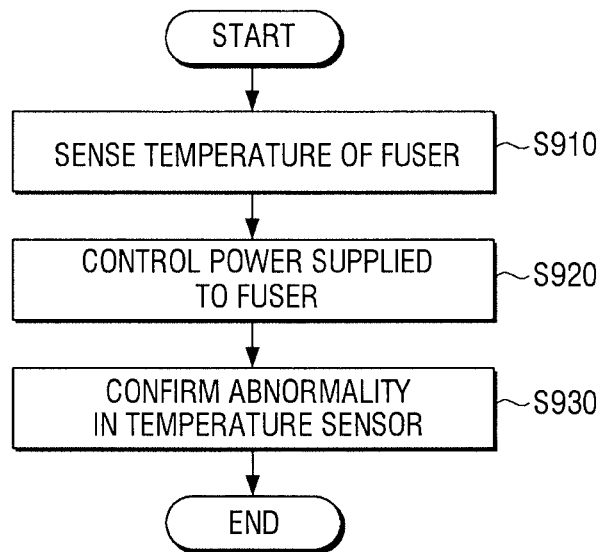 START
SENSE TEMPERATURE OF FUSER
S910
CONTROL POWER SUPPLIED
TO FUSER
S920
CONFIRM ABNORMALITY
IN TEMPERATURE SENSOR
S930
END